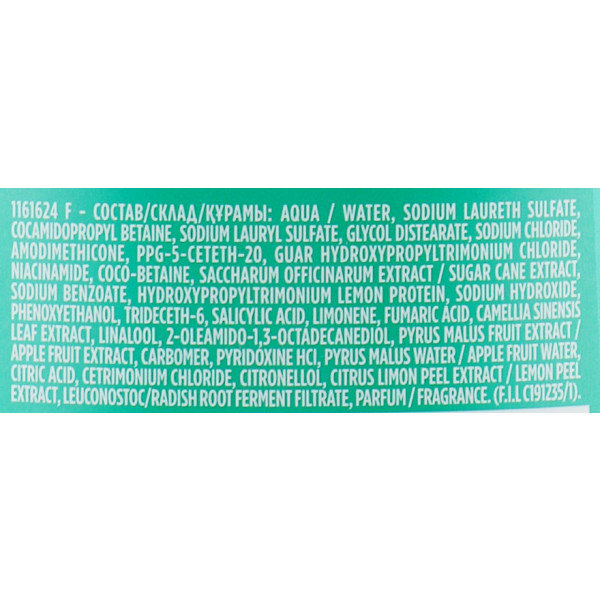 1161624 F - СОСТАВ/СКЛАД/ҚҰРАМЫ: AQUA / WATER, SODIUM LAURETH SULFATE,
COCAMIDOPROPYL BETAINE, SODIUM LAURYL SULFATE, GLYCOL DISTEARATE, SODIUM CHLORIDE,
AMODIMETHICONE, PPG-5-CETETH-20, GUAR HYDROXYPROPYLTRIMONIUM CHLORIDE,
NIACINAMIDE, COCO-BETAINE, SACCHARUM OFFICINARUM EXTRACT / SUGAR CANE EXTRACT,
SODIUM BENZOATE, HYDROXYPROPYLTRIMONIUM LEMON PROTEIN, SODIUM HYDROXIDE,
PHENOXYETHANOL, TRIDECETH-6, SALICYLIC ACID, LIMONENE, FUMARIC ACID, CAMELLIA SINENSIS
LEAF EXTRACT, LINALOOL, 2-OLEAMIDO-1,3-OCTADECANEDIOL, PYRUS MALUS FRUIT EXTRACT /
APPLE FRUIT EXTRACT, CARBOMER, PYRIDOXINE HCI, PYRUS MALUS WATER / APPLE FRUIT WATER,
CITRIC ACID, CETRIMONIUM CHLORIDE, CITRONELLOL, CITRUS LIMON PEEL EXTRACT / LEMON PEEL
EXTRACT, LEUCONOSTOC/RADISH ROOT FERMENT FILTRATE, PARFUM / FRAGRANCE. (F.I.L C191235/1).